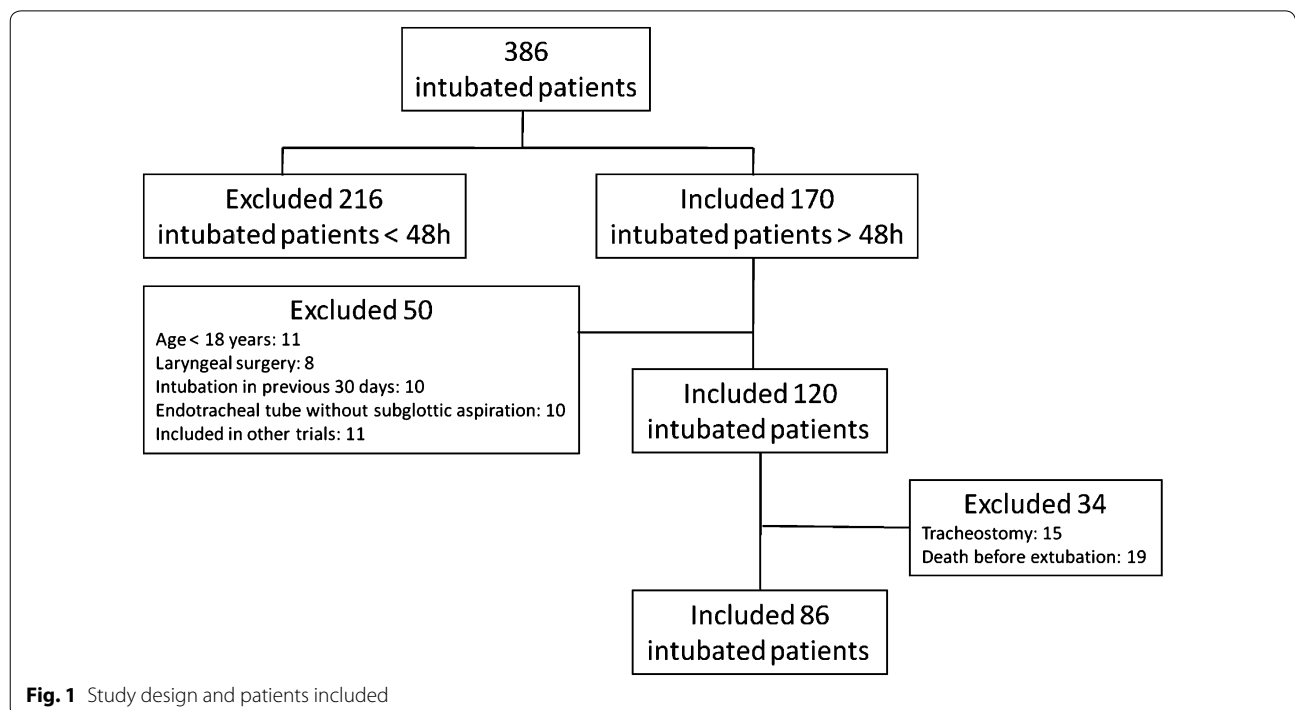 386
intubated patients
Excluded 216
intubated patients < 48h
Included 170
intubated patients > 48h
Excluded 50
Age < 18 years: 11
Laryngeal surgery: 8
Intubation in previous 30 days: 10
Endotracheal tube without subglottic aspiration: 10
Included in other trials: 11
Included 120
intubated patients
Excluded 34
Tracheostomy: 15
Death before extubation: 19
Included 86
intubated patients
Fig. 1 Study design and patients included